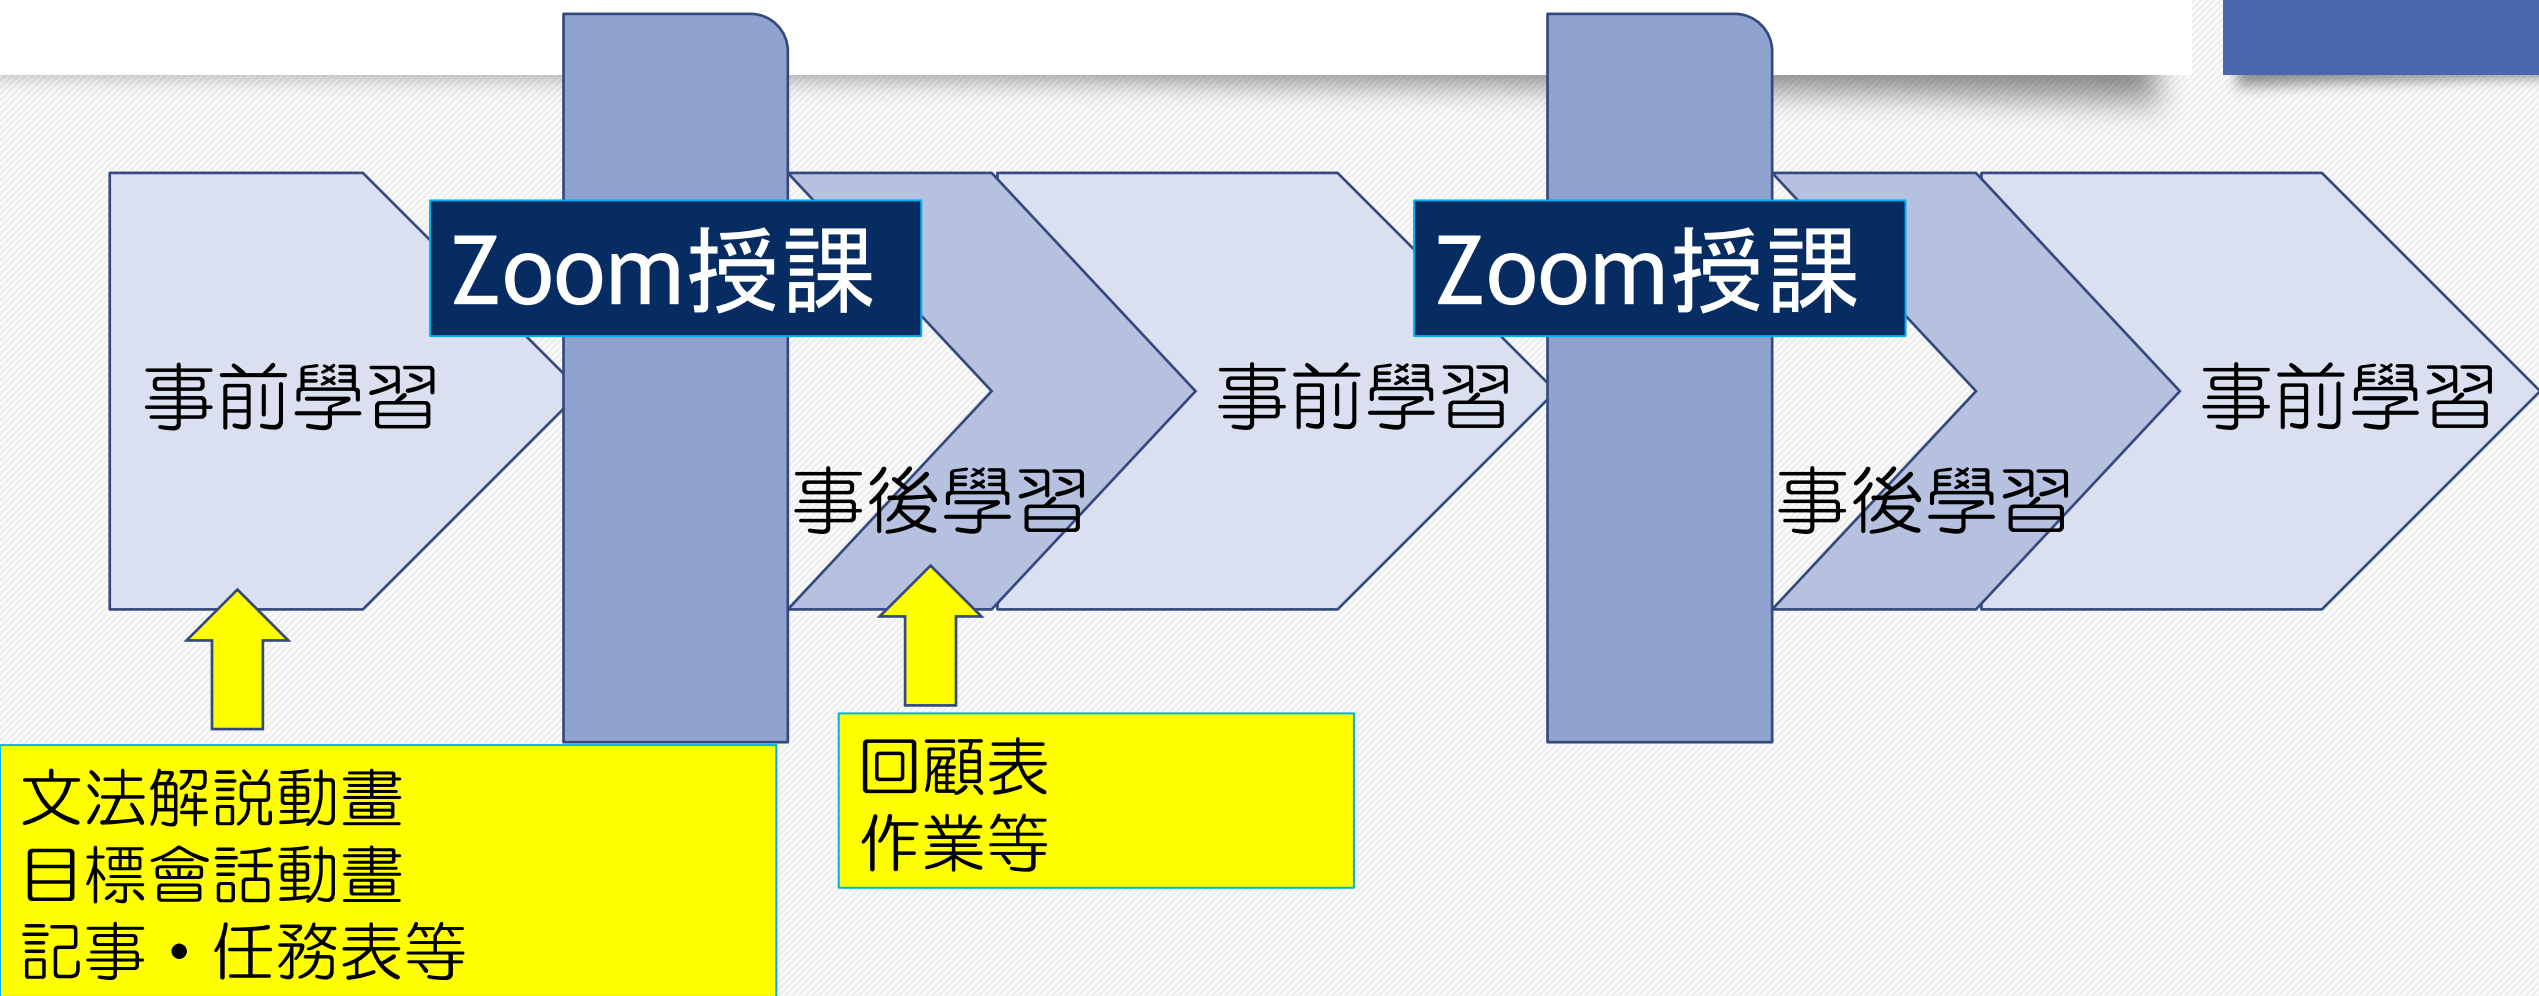 Zoom授課
Zoom授課
事前學習
事前學習
事前學習
事後學習
事後學習
文法解説動畫
目標會話動畫
記事・任務表等
回顧表
作業等